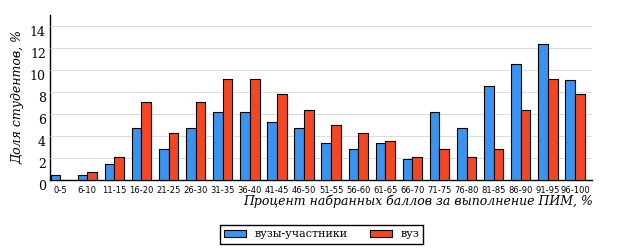 Доля студентов, %
14
12
10
8
6
4
2
0
0-5 6-10 11-15 16-20 21-25 26-30 31-35 36-40 41-45 46-50 51-55 56-60 61-65 66-70 71-75 76-80 81-85 86-90 91-95 96-100
Процент набранных баллов за выполнение ПИМ, %
вузы-участники вуз